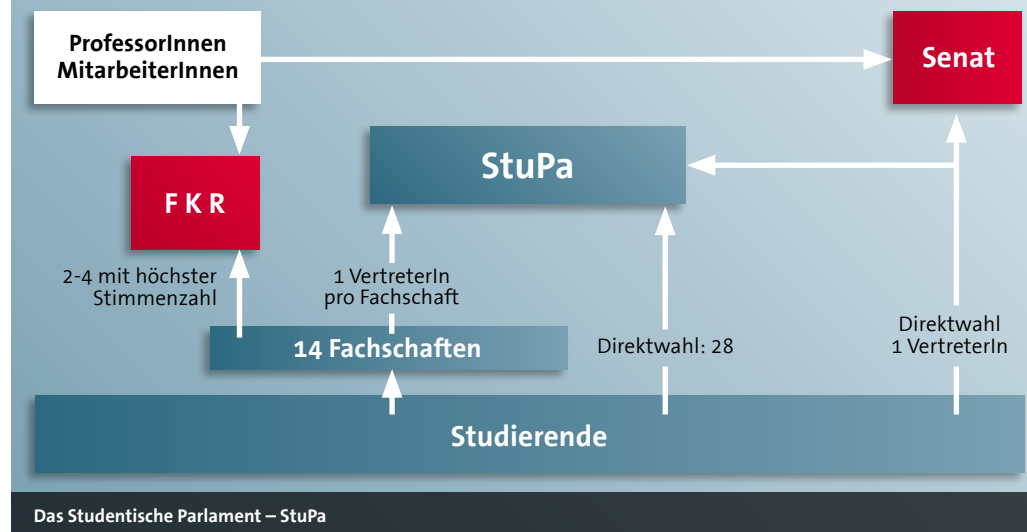 ProfessorInnen
MitarbeiterInnen
Senat
StuPa
F K R
2-4 mit höchster
Stimmenzahl
1 VertreterIn
pro Fachschaft
14 Fachschaften
Direktwahl: 28
Direktwahl
1 VertreterIn
Studierende
Das Studentische Parlament – StuPa